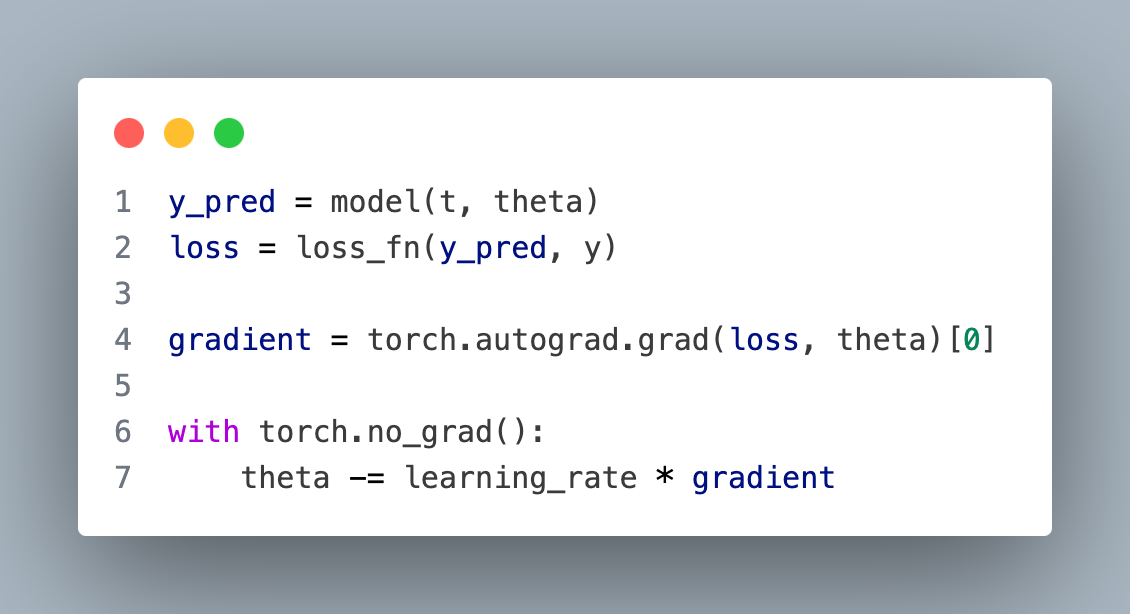 1 y_pred = model(t, theta)
2 loss = loss_fn(y_pred, y)
3
4 gradient = torch.autograd.grad(loss, theta)[0]
5
6 with torch.no_grad():
7     theta -= learning_rate * gradient